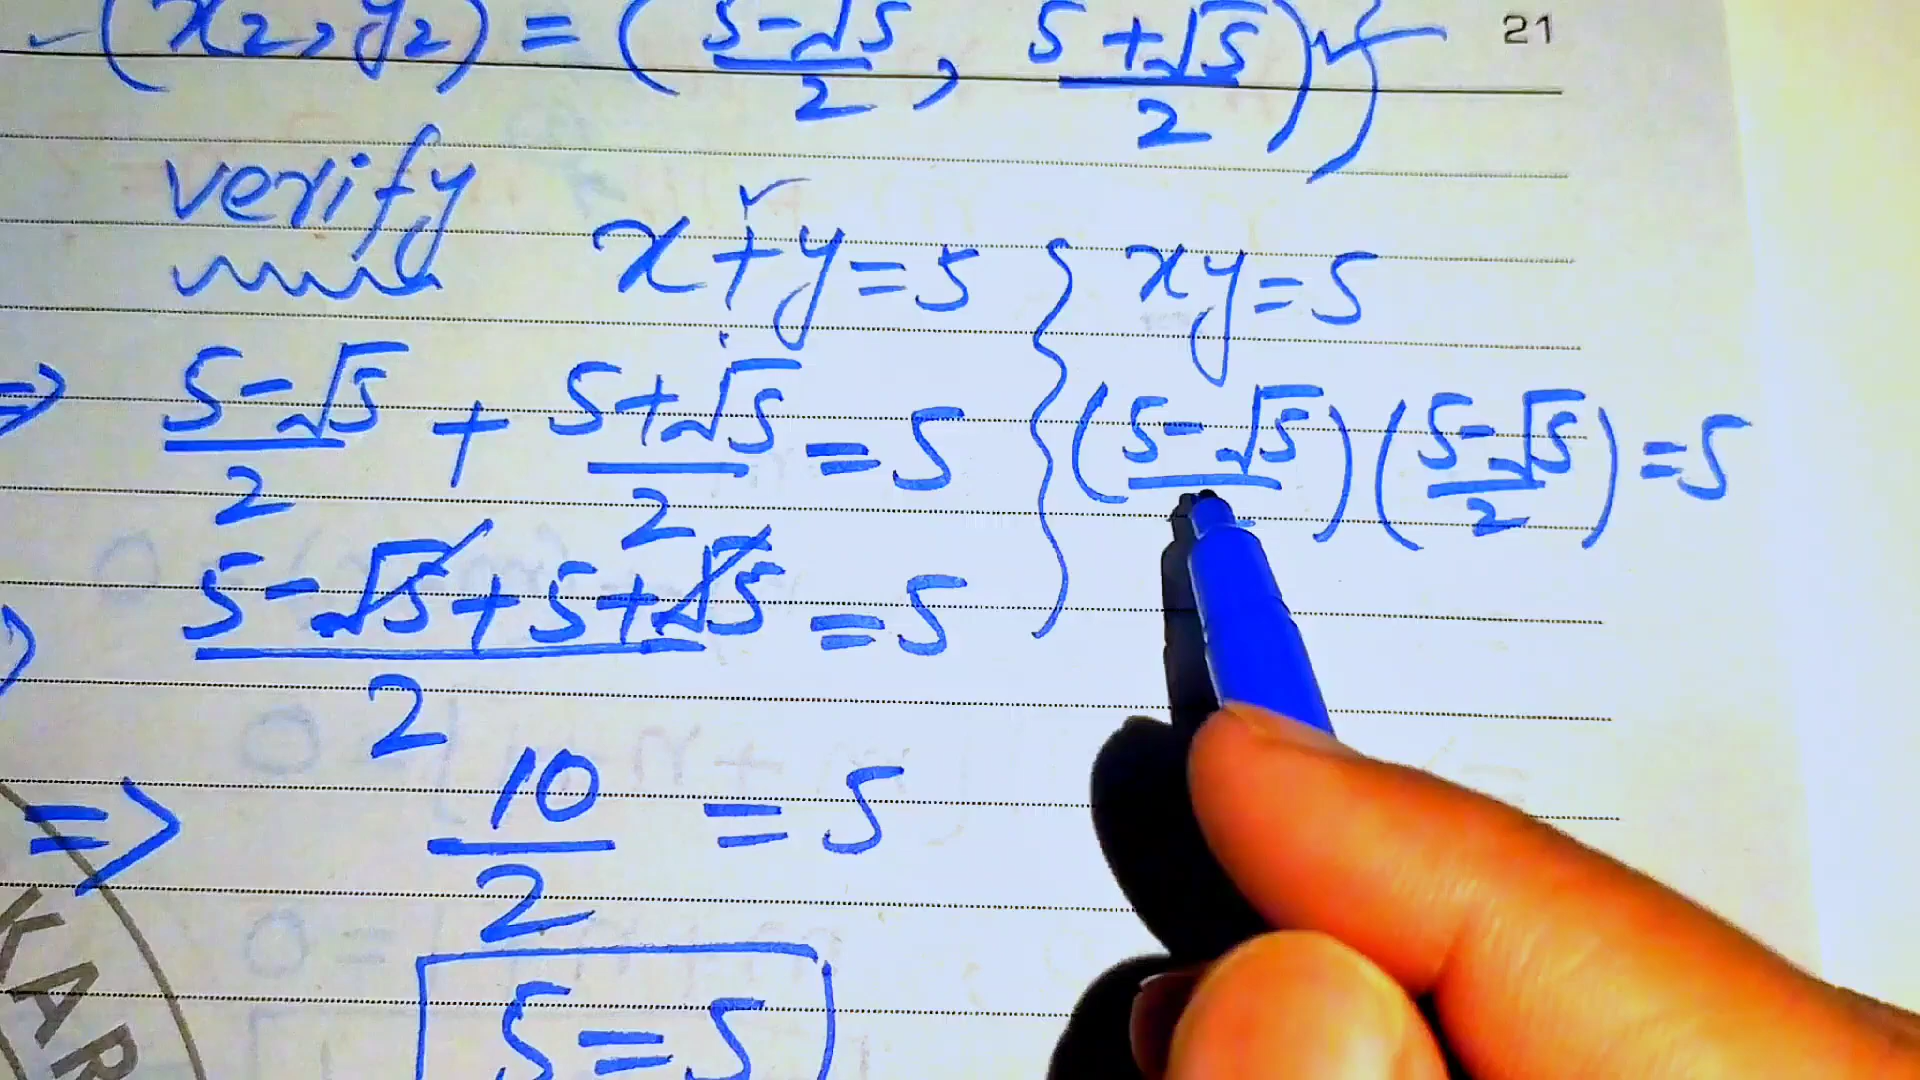 21
(x₂, y₂) = ( (5-√5)/2 , (5+√5)/2 ) }
verify
x+y=5 } xy=5
=> (5-√5)/2 + (5+√5)/2 = 5
((5-√5)/2) ((5-√5)/2) = 5
(5-√5+5+√5)/2 = 5
=> 10/2 = 5
5=5
KAR